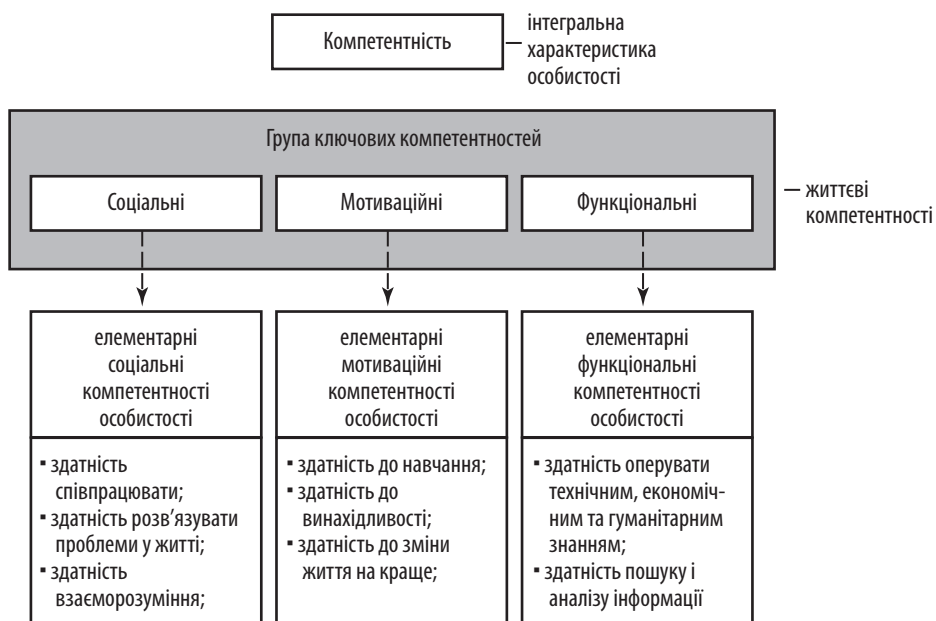 Компетентність
— інтегральна
характеристика
особистості
Група ключових компетентностей
Соціальні
Мотиваційні
Функціональні
— життєві
компетентності
елементарні
соціальні
компетентності
особистості
елементарні
мотиваційні
компетентності
особистості
елементарні
функціональні
компетентності
особистості
▪ здатність
співпрацювати;
▪ здатність розв'язувати
проблеми у житті;
▪ здатність
взаєморозуміння;
▪ здатність до навчання;
▪ здатність до
винахідливості;
▪ здатність до зміни
життя на краще;
▪ здатність оперувати
технічним, економіч-
ним та гуманітарним
знанням;
▪ здатність пошуку і
аналізу інформації